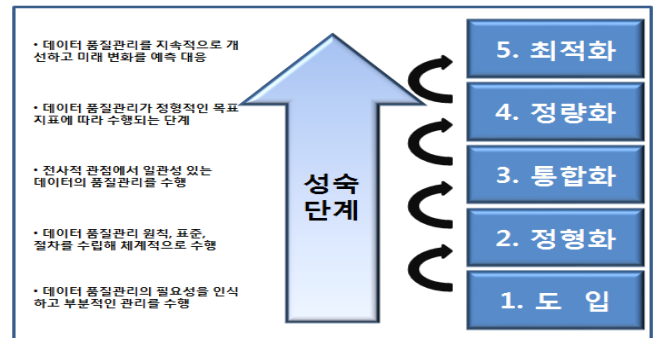 • 데이터 품질관리를 지속적으로 개
선하고 미래 변화를 예측 대응
5. 최적화
• 데이터 품질관리가 정형적인 목표
지표에 따라 수행되는 단계
4. 정량화
• 전사적 관점에서 일관성 있는
데이터의 품질관리를 수행
3. 통합화
성숙
단계
• 데이터 품질관리 원칙, 표준,
절차를 수립해 체계적으로 수행
2. 정형화
• 데이터 품질관리의 필요성을 인식
하고 부분적인 관리를 수행
1. 도 입